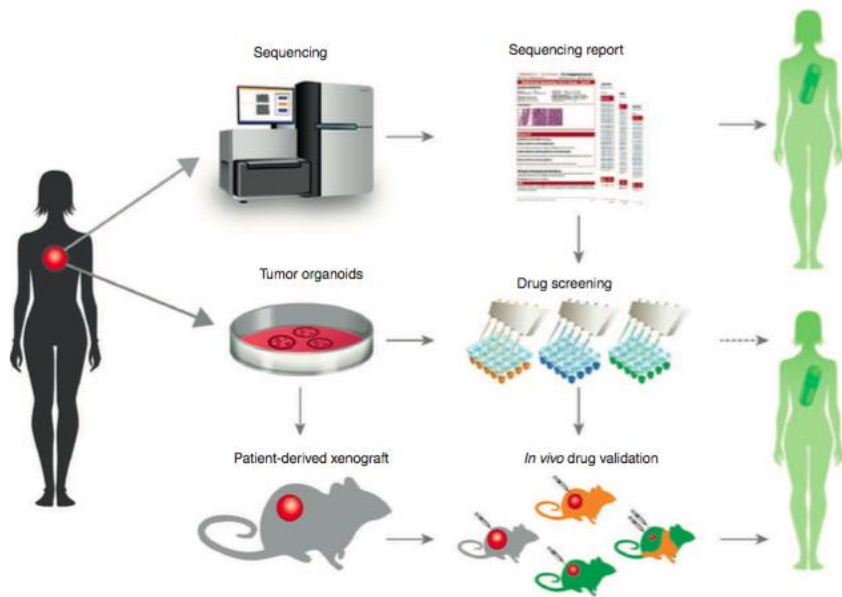 Sequencing
Sequencing report
Tumor organoids
Drug screening
Patient-derived xenograft
In vivo drug validation